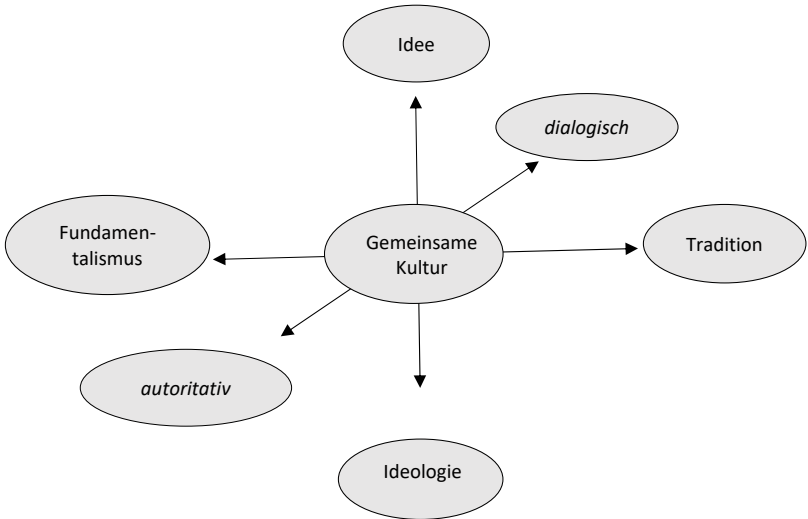 Idee
dialogisch
Fundamen-
talismus
Gemeinsame
Kultur
Tradition
autoritativ
Ideologie